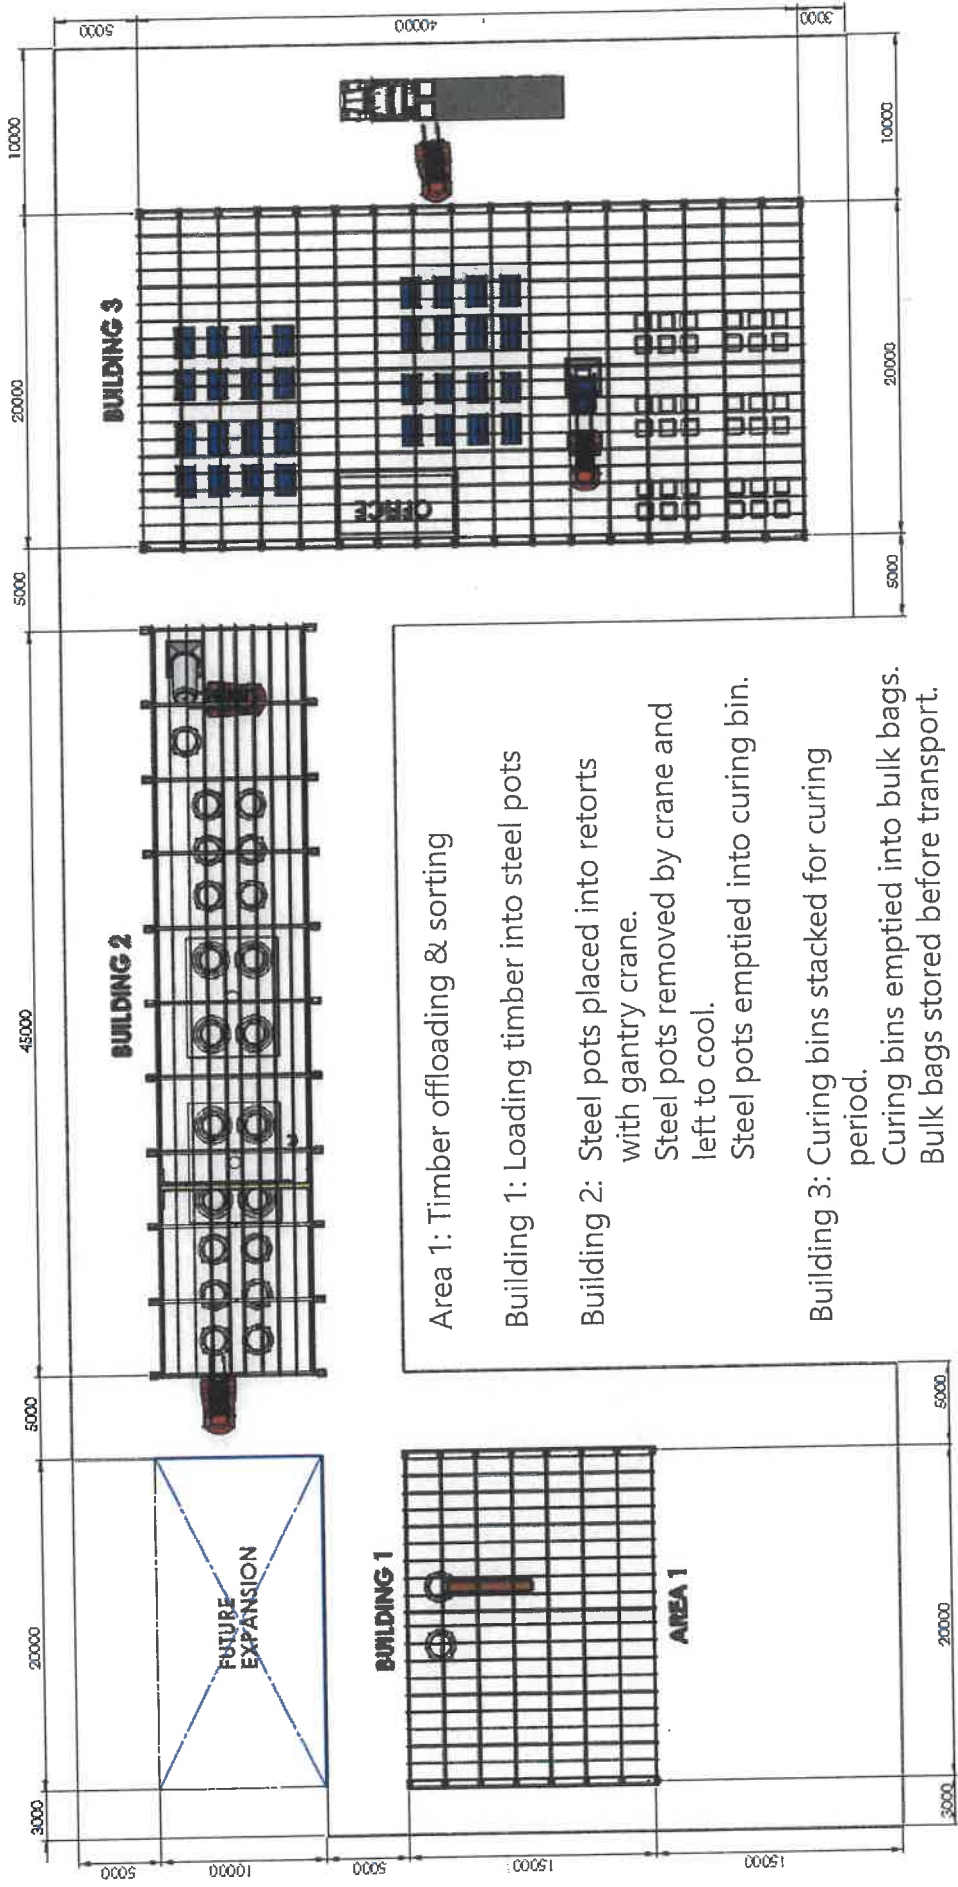 3000
20000
5000
45000
5000
20000
10000
5000
10000
5000
15000
15000
5000
40000
3000
FUTURE
EXPANSION
BUILDING 2
BUILDING 3
OFFICE
BUILDING 1
AREA 1
Area 1: Timber offloading & sorting
Building 1: Loading timber into steel pots
Building 2: Steel pots placed into retorts
with gantry crane.
Steel pots removed by crane and
left to cool.
Steel pots emptied into curing bin.
Building 3: Curing bins stacked for curing
period.
Curing bins emptied into bulk bags.
Bulk bags stored before transport.
3000
20000
5000
5000
20000
10000